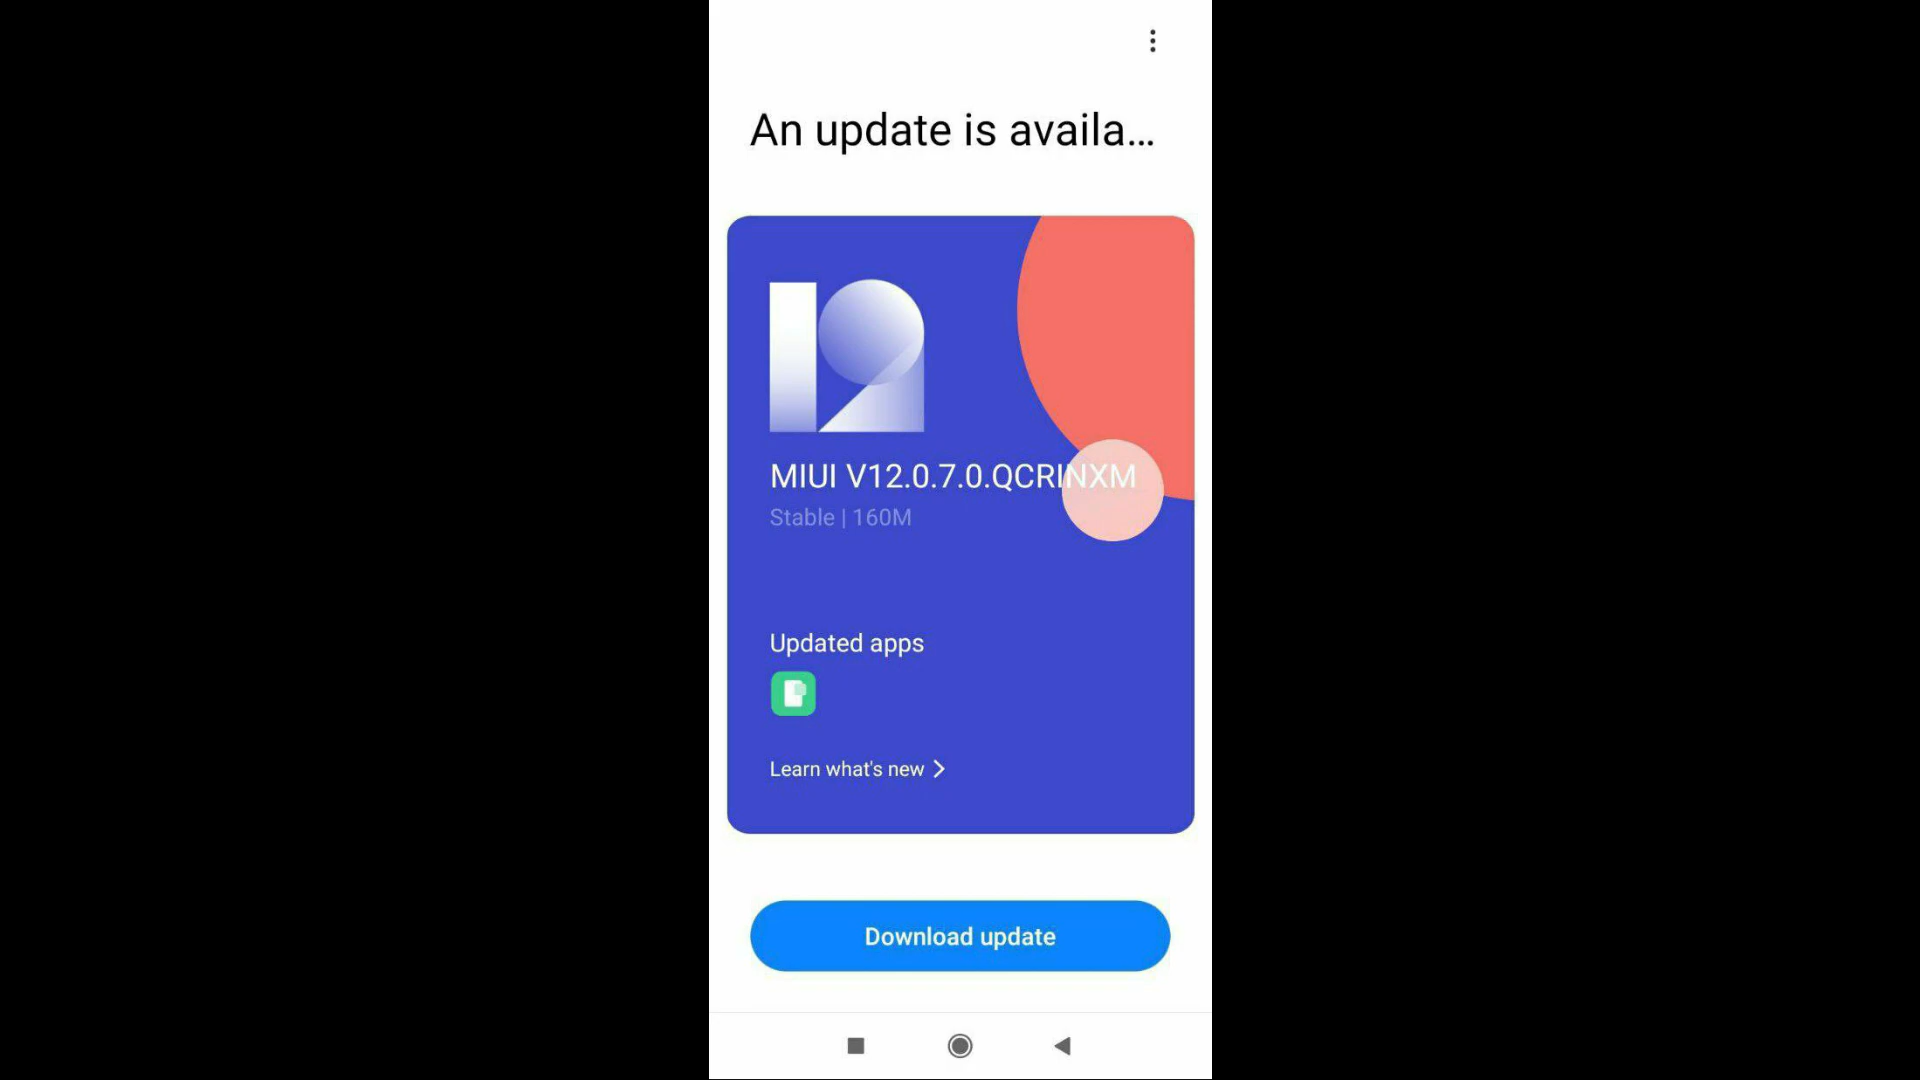 An update is availa...
12
MIUI V12.0.7.0.QCRINXM
Stable | 160M
Updated apps
Learn what's new
Download update